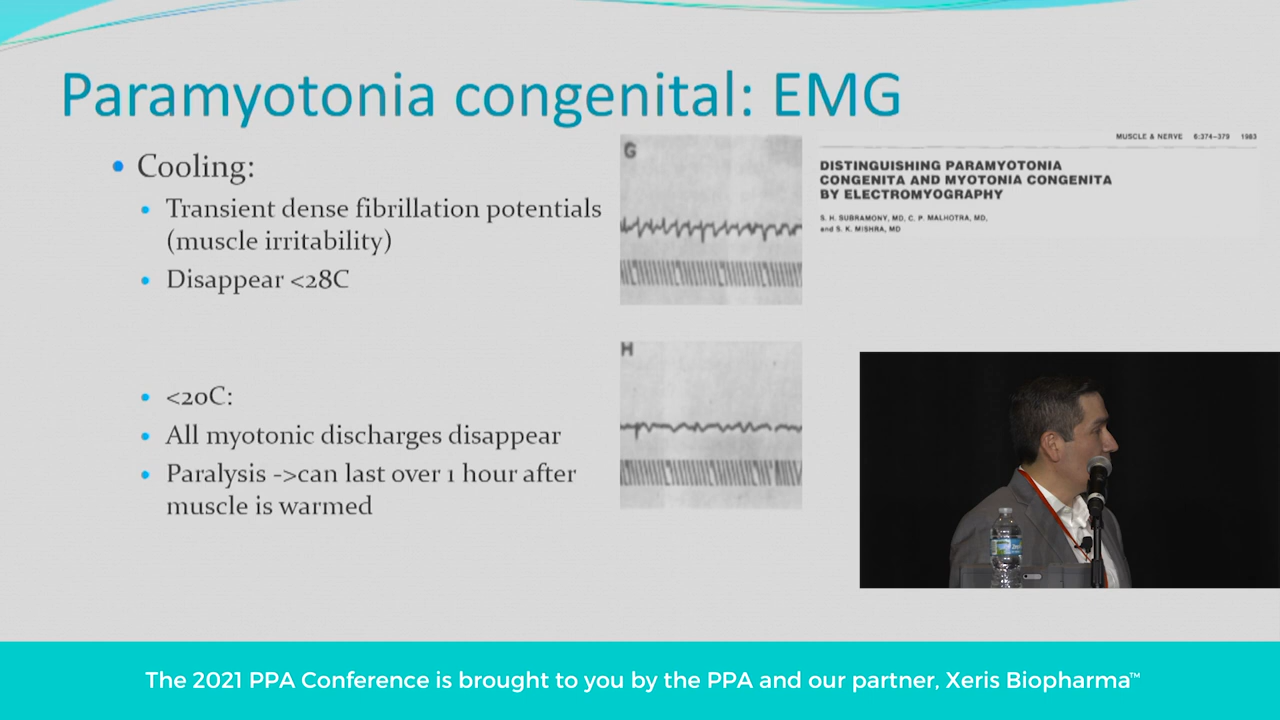 Paramyotonia congenital: EMG
Cooling:
Transient dense fibrillation potentials
(muscle irritability)
Disappear <28C
<20C:
All myotonic discharges disappear
Paralysis ->can last over 1 hour after
muscle is warmed
G
H
MUSCLE & NERVE 6:374–379 1983
DISTINGUISHING PARAMYOTONIA
CONGENITA AND MYOTONIA CONGENITA
BY ELECTROMYOGRAPHY
S. H. SUBRAMONY, MD, C. P. MALHOTRA, MD,
and S. K. MISHRA, MD
The 2021 PPA Conference is brought to you by the PPA and our partner, Xeris Biopharma™